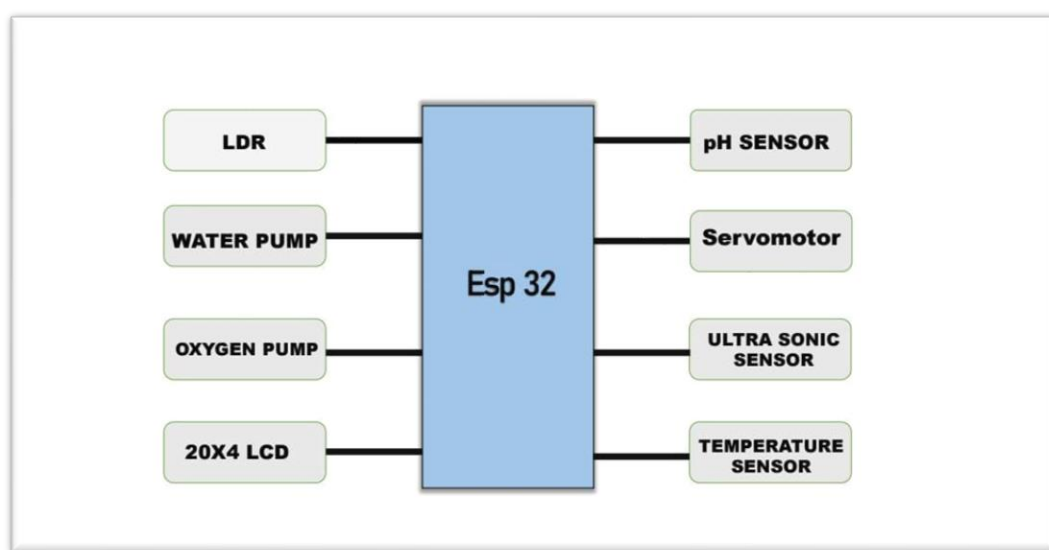 LDR
WATER PUMP
OXYGEN PUMP
20X4 LCD
Esp 32
pH SENSOR
Servomotor
ULTRA SONIC
SENSOR
TEMPERATURE
SENSOR